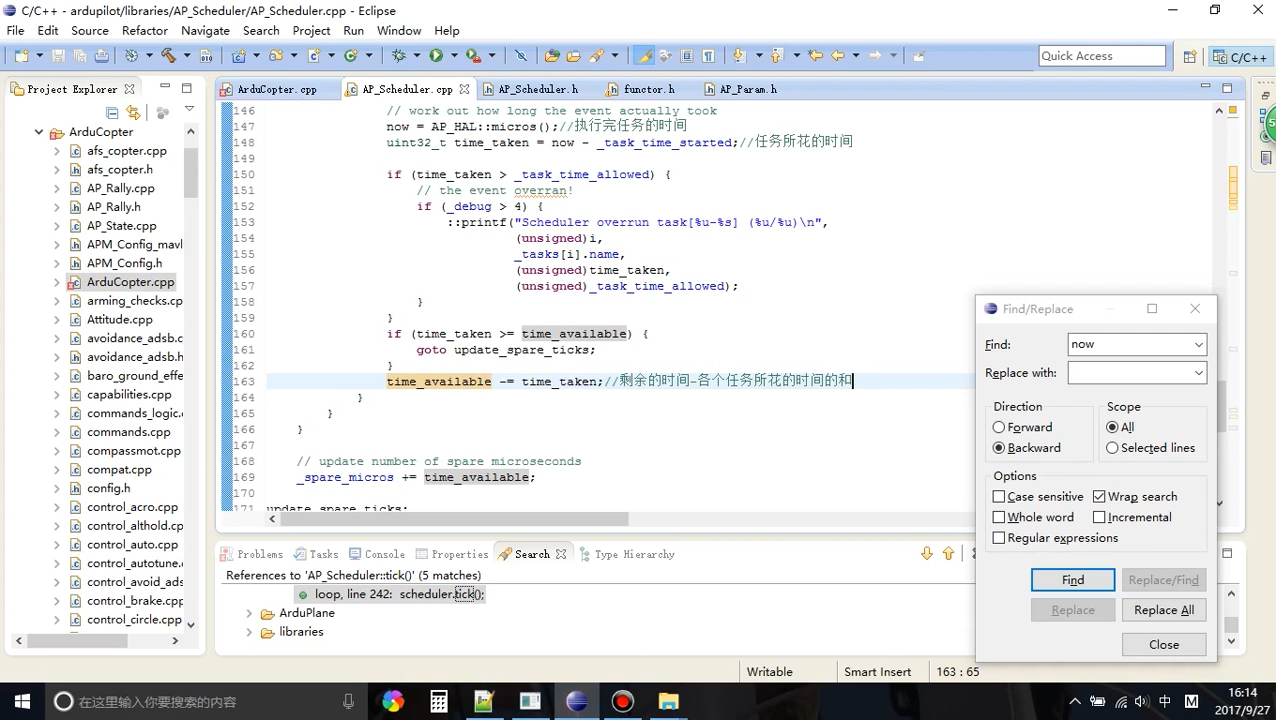 C/C++ - ardupilot/libraries/AP_Scheduler/AP_Scheduler.cpp - Eclipse
File Edit Source Refactor Navigate Search Project Run Window Help
Quick Access
C/C++
Project Explorer
ArduCopter
afs_copter.cpp
afs_copter.h
AP_Rally.cpp
AP_Rally.h
AP_State.cpp
APM_Config_mavl
APM_Config.h
ArduCopter.cpp
arming_checks.cp
Attitude.cpp
avoidance_adsb.c
avoidance_adsb.h
baro_ground_effe
capabilities.cpp
commands_logic.c
commands.cpp
compassmot.cpp
compat.cpp
config.h
control_acro.cpp
control_althold.cp
control_auto.cpp
control_autotune.c
control_avoid_ads
control_brake.cpp
control_circle.cpp
ArduCopter.cpp AP_Scheduler.cpp AP_Scheduler.h functor.h AP_Param.h
146 // work out how long the event actually took
147 now = AP_HAL::micros();//执行完任务的时间
148 uint32_t time_taken = now - _task_time_started;//任务所花的时间
149
150 if (time_taken > _task_time_allowed) {
151 // the event overran!
152 if (_debug > 4) {
153 ::printf("Scheduler overrun task[%u-%s] (%u/%u)\n",
154 (unsigned)i,
155 _tasks[i].name,
156 (unsigned)time_taken,
157 (unsigned)_task_time_allowed);
158 }
159 }
160 if (time_taken >= time_available) {
161 goto update_spare_ticks;
162 }
163 time_available -= time_taken;//剩余的时间-各个任务所花的时间的和
164 }
165 }
166 }
167
168 // update number of spare microseconds
169 _spare_micros += time_available;
170
171 update_spare_ticks:
Problems Tasks Console Properties Search Type Hierarchy
References to 'AP_Scheduler::tick()' (5 matches)
loop, line 242: scheduler.tick();
ArduPlane
libraries
Find/Replace
Find: now
Replace with:
Direction
Forward
Backward
Scope
All
Selected lines
Options
Case sensitive Wrap search
Whole word Incremental
Regular expressions
Find Replace/Find
Replace Replace All
Close
Writable Smart Insert 163 : 65
在这里输入你要搜索的内容
中 M
16:14
2017/9/27